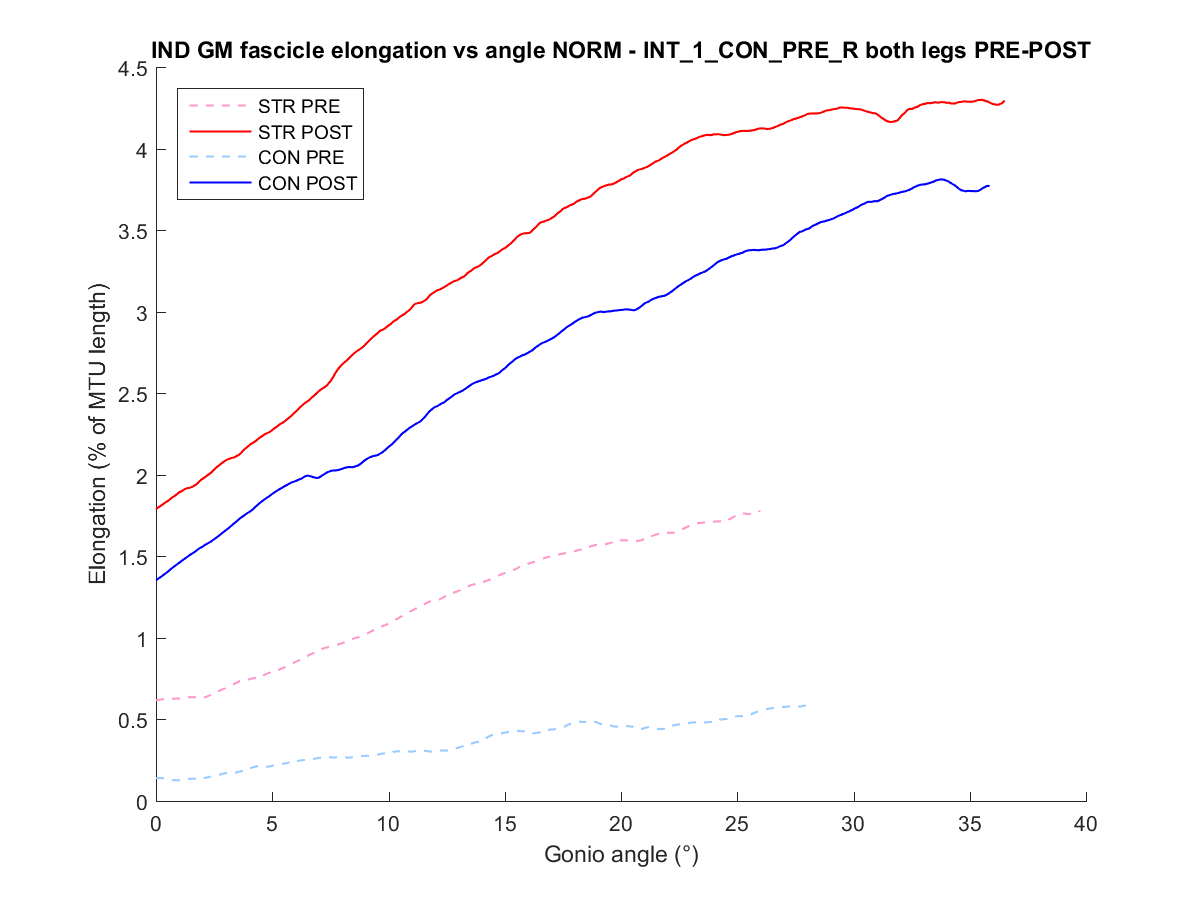 IND GM fascicle elongation vs angle NORM - INT_1_CON_PRE_R both legs PRE-POST
STR PRE
STR POST
CON PRE
CON POST
Elongation (% of MTU length)
4.5
4
3.5
3
2.5
2
1.5
1
0.5
0
0 5 10 15 20 25 30 35 40
Gonio angle (°)